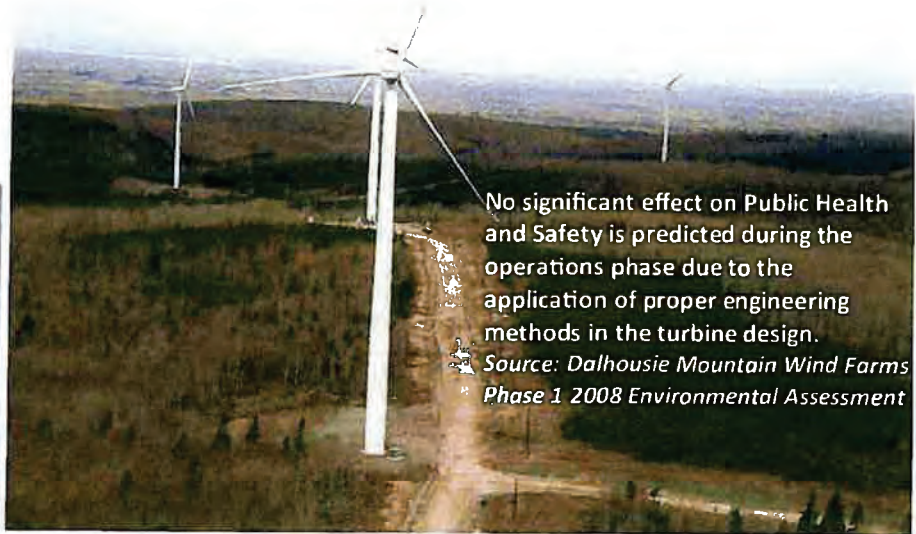 No significant effect on Public Health
and Safety is predicted during the
operations phase due to the
application of proper engineering
methods in the turbine design.
Source: Dalhousie Mountain Wind Farms
Phase 1 2008 Environmental Assessment